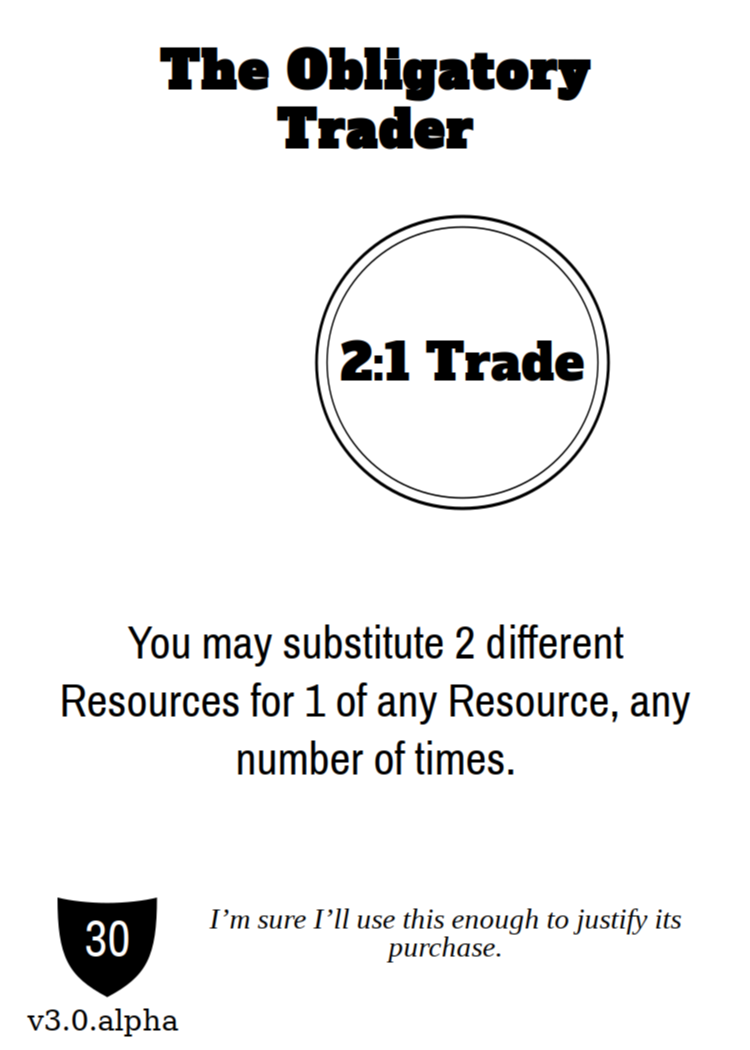 The Obligatory
Trader
2:1 Trade
You may substitute 2 different
Resources for 1 of any Resource, any
number of times.
30
I’m sure I’ll use this enough to justify its
purchase.
v3.0.alpha